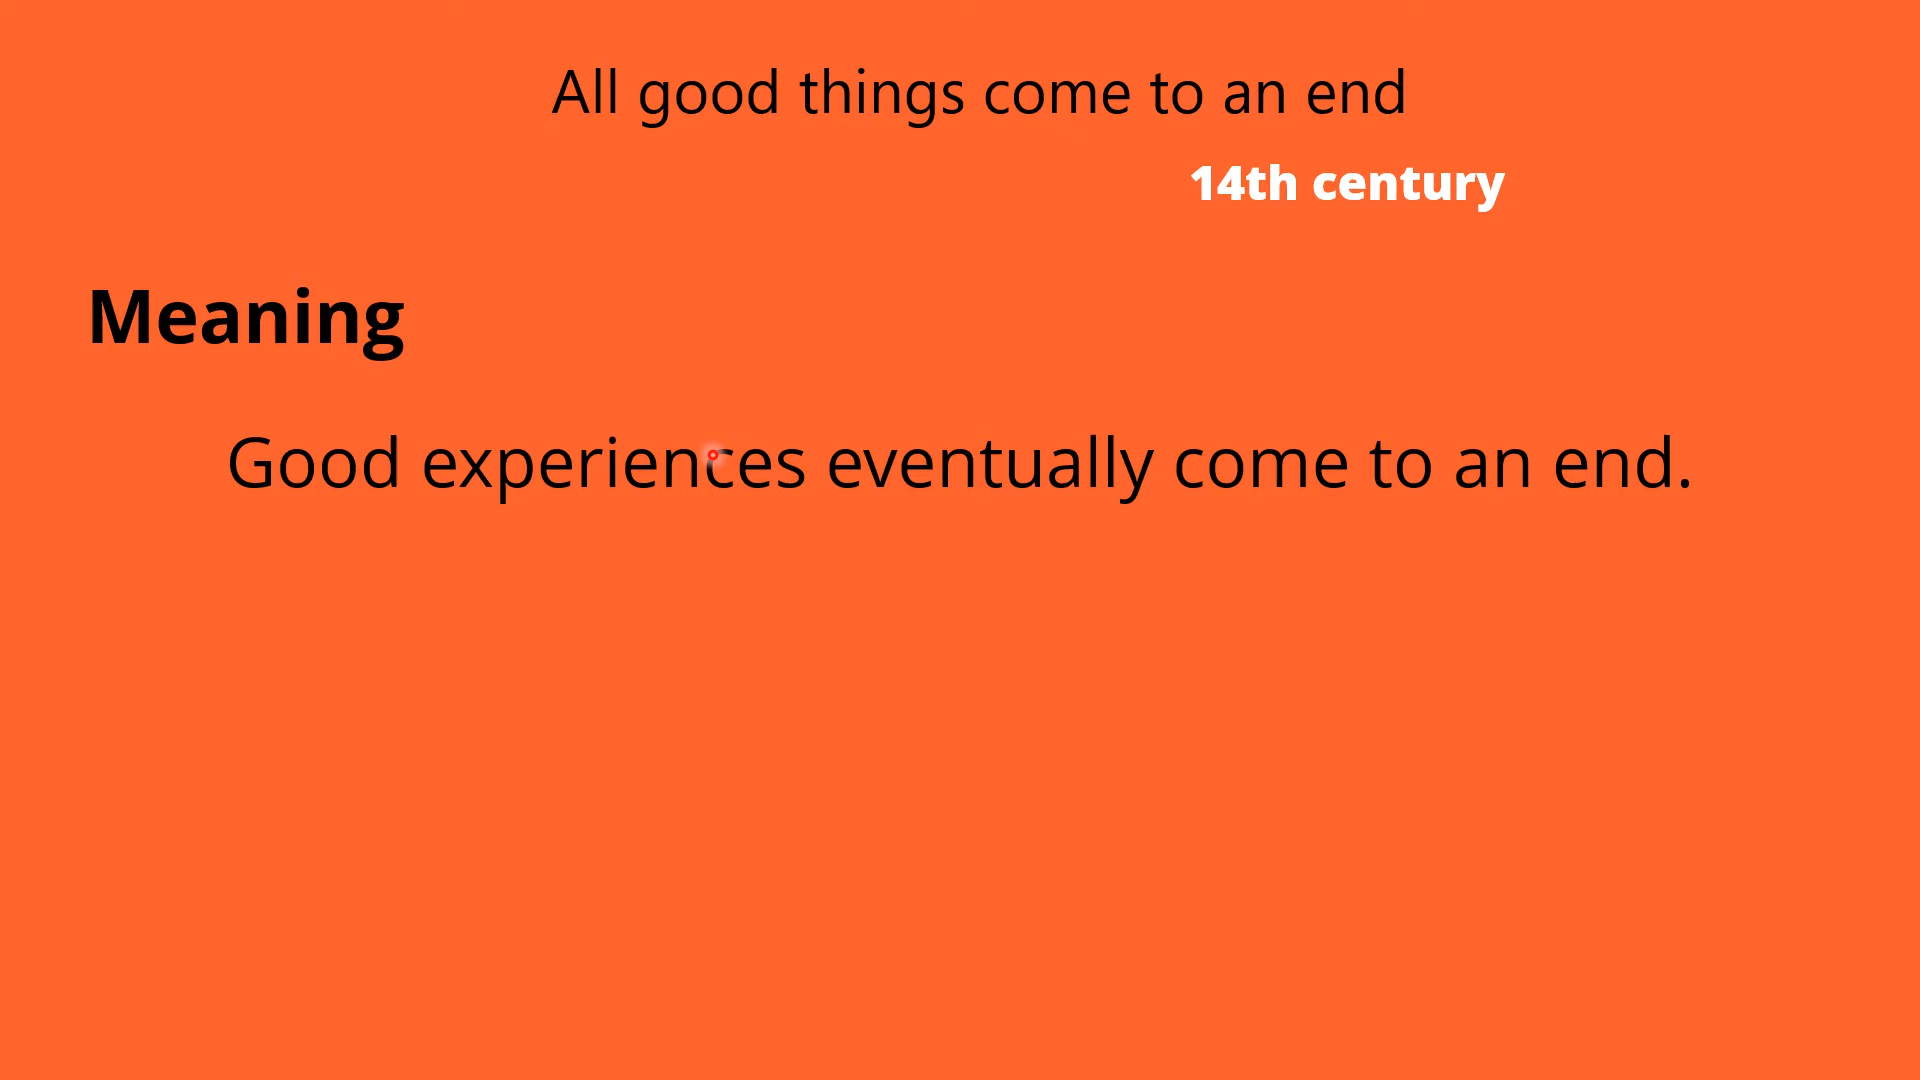 All good things come to an end
14th century
Meaning
Good experiences eventually come to an end.